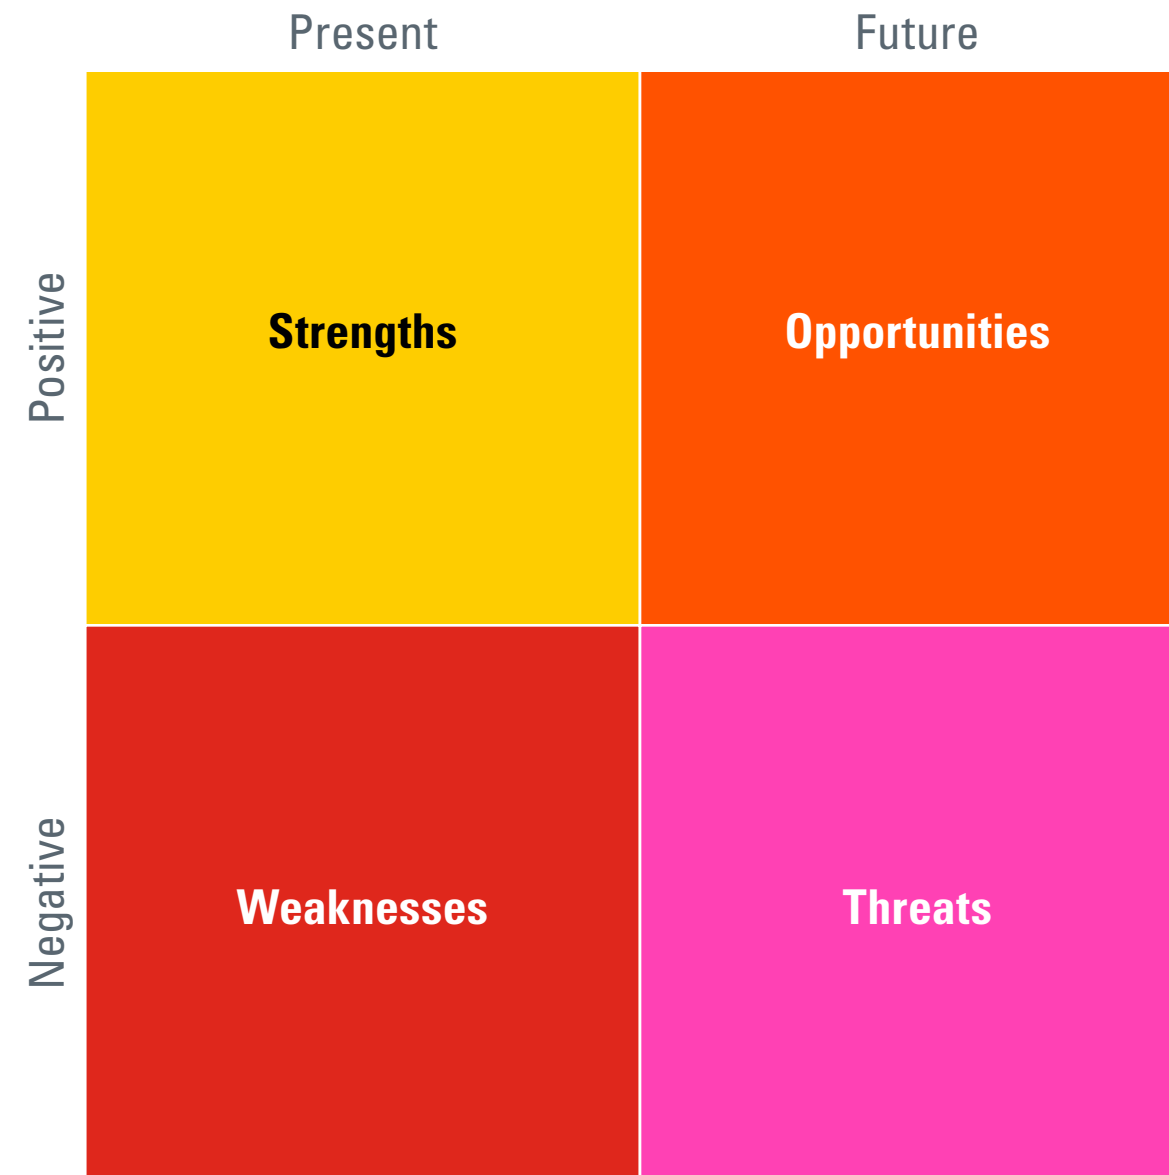 Present
Future
Positive
Strengths
Opportunities
Negative
Weaknesses
Threats